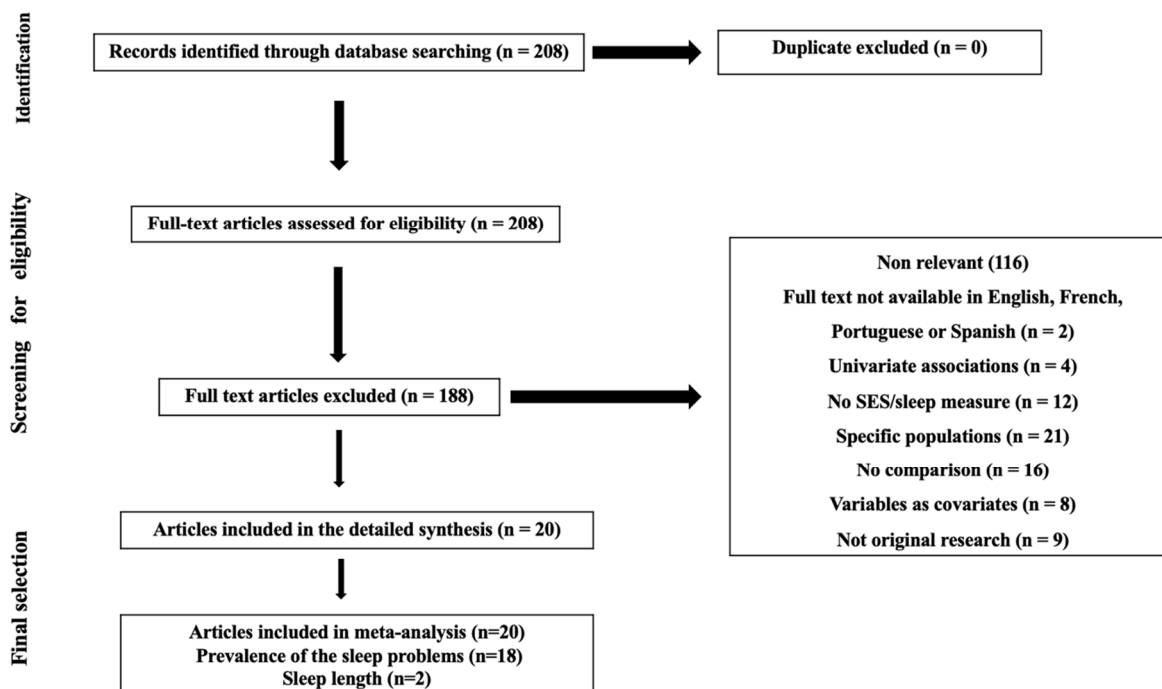 Identification
Records identified through database searching (n = 208)
Duplicate excluded (n = 0)
Screening for eligibility
Full-text articles assessed for eligibility (n = 208)
Full text articles excluded (n = 188)
Non relevant (116)
Full text not available in English, French,
Portuguese or Spanish (n = 2)
Univariate associations (n = 4)
No SES/sleep measure (n = 12)
Specific populations (n = 21)
No comparison (n = 16)
Variables as covariates (n = 8)
Not original research (n = 9)
Final selection
Articles included in the detailed synthesis (n = 20)
Articles included in meta-analysis (n=20)
Prevalence of the sleep problems (n=18)
Sleep length (n=2)